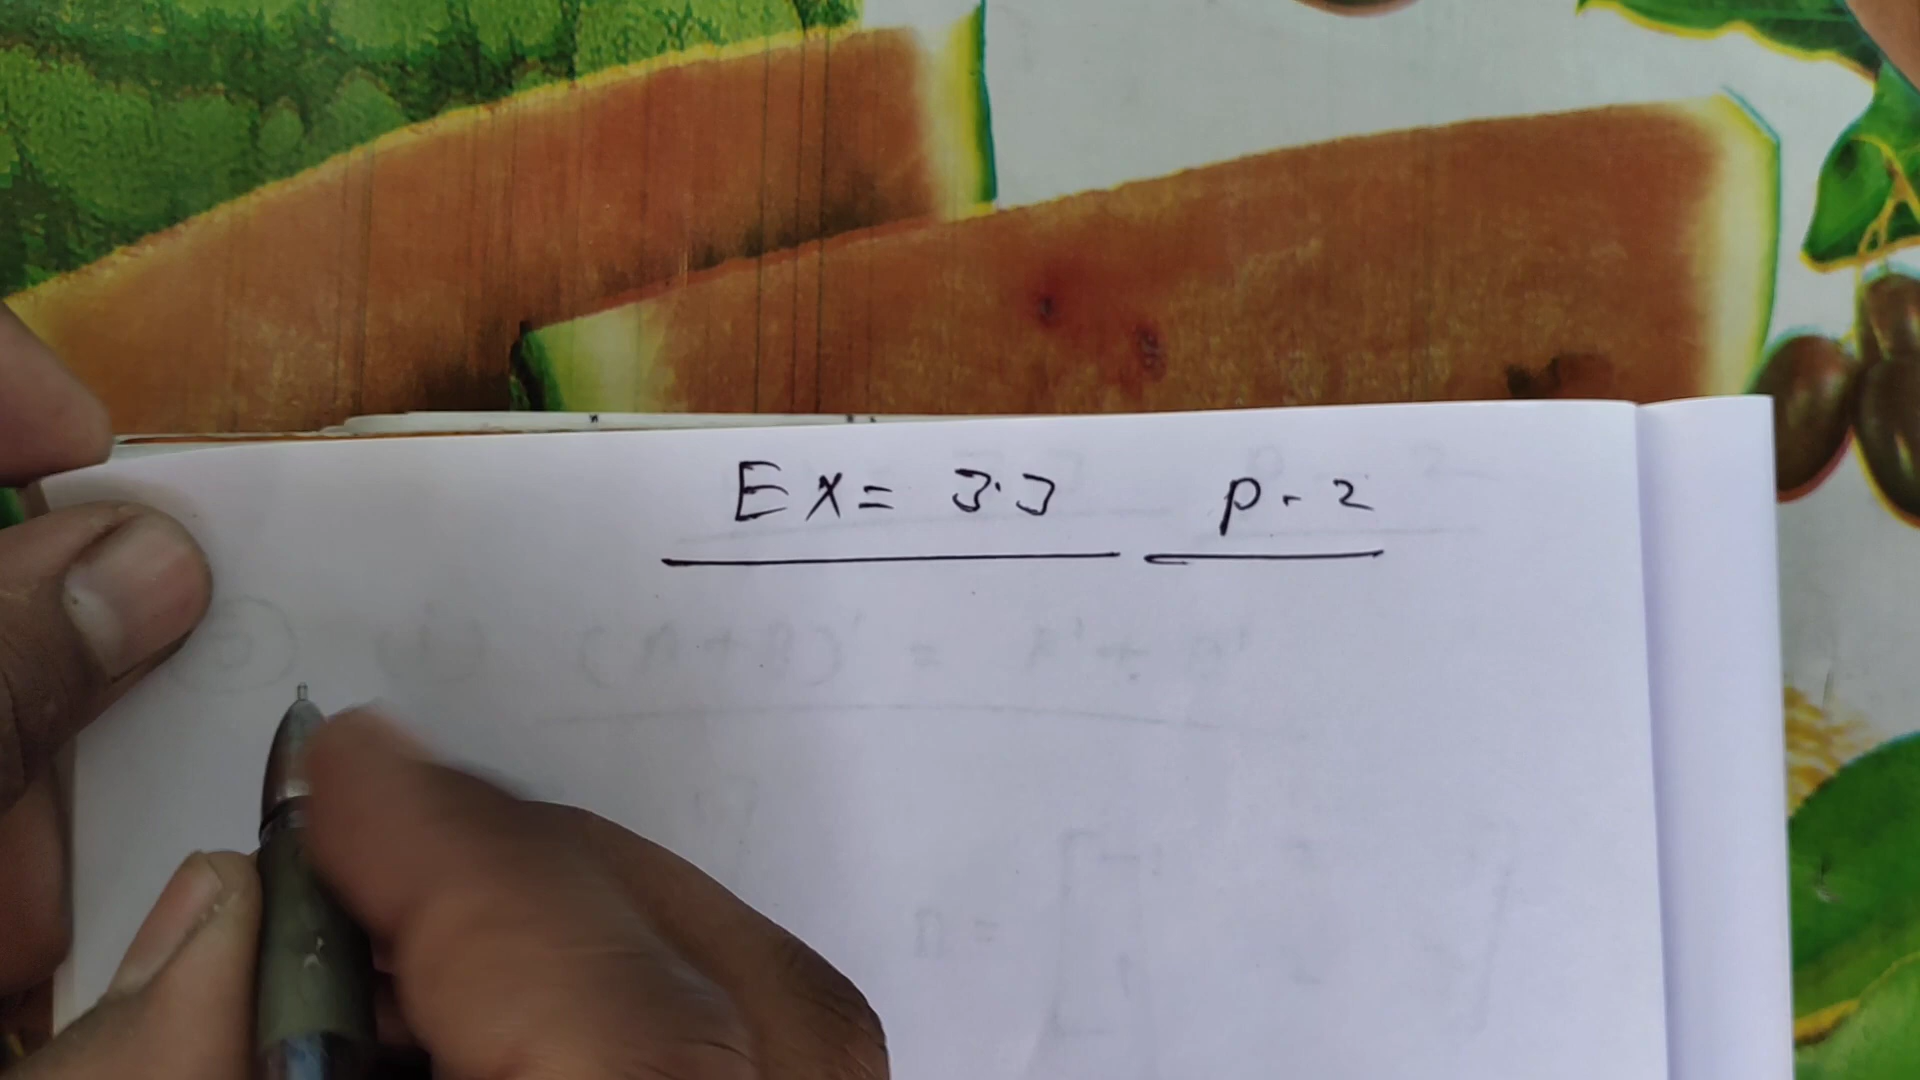 Ex = 3.3 P-2
(A+B)' = A' +